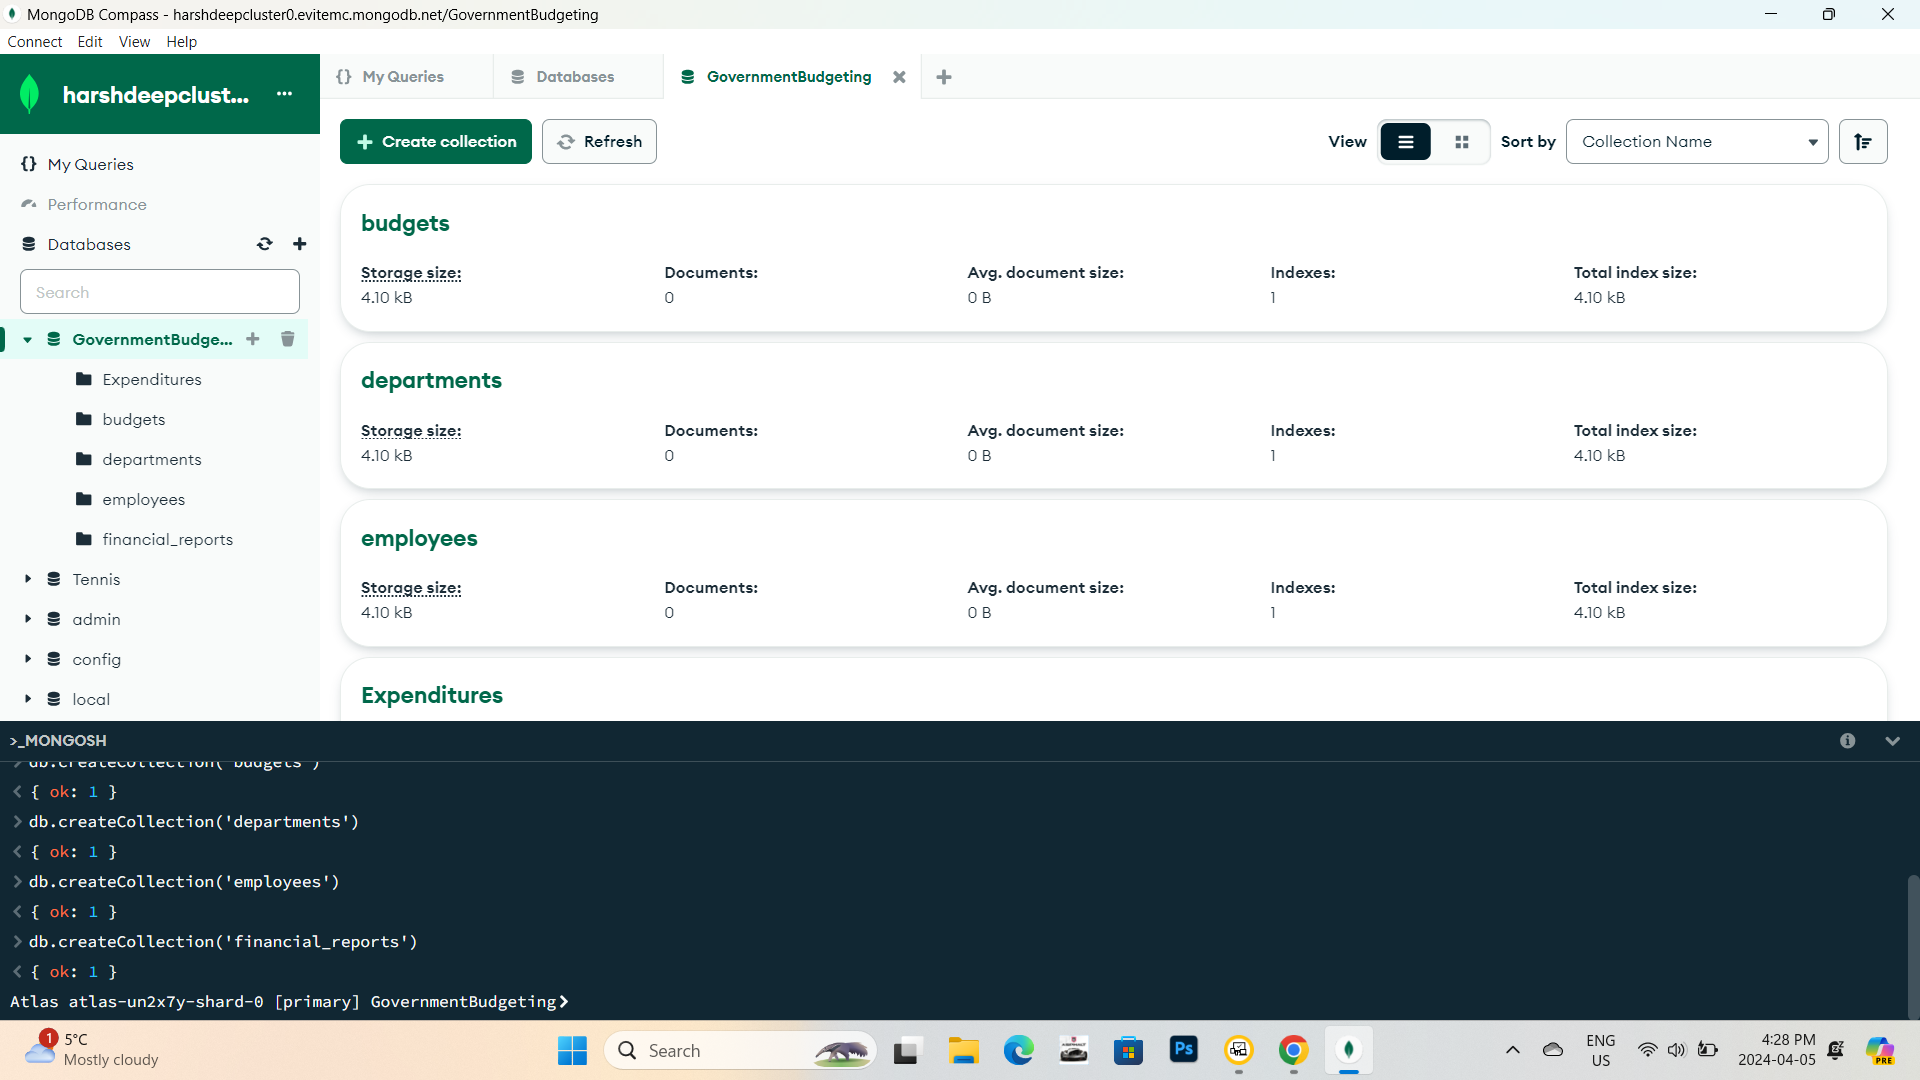 MongoDB Compass - harshdeepcluster0.evitemc.mongodb.net/GovernmentBudgeting
Connect Edit View Help
harshdeepclust... ...
{} My Queries
Databases
GovernmentBudgeting
Create collection
Refresh
View
Sort by
Collection Name
{} My Queries
Performance
Databases
Search
GovernmentBudge...
Expenditures
budgets
departments
employees
financial_reports
Tennis
admin
config
local
budgets
Storage size: Documents: Avg. document size: Indexes: Total index size:
4.10 kB 0 0 B 1 4.10 kB
departments
Storage size: Documents: Avg. document size: Indexes: Total index size:
4.10 kB 0 0 B 1 4.10 kB
employees
Storage size: Documents: Avg. document size: Indexes: Total index size:
4.10 kB 0 0 B 1 4.10 kB
Expenditures
>_MONGOSH
> db.createCollection('budgets')
< { ok: 1 }
> db.createCollection('departments')
< { ok: 1 }
> db.createCollection('employees')
< { ok: 1 }
> db.createCollection('financial_reports')
< { ok: 1 }
Atlas atlas-un2x7y-shard-0 [primary] GovernmentBudgeting>
1
5°C
Mostly cloudy
Search
Ps
ENG
US
4:28 PM
2024-04-05
PRE